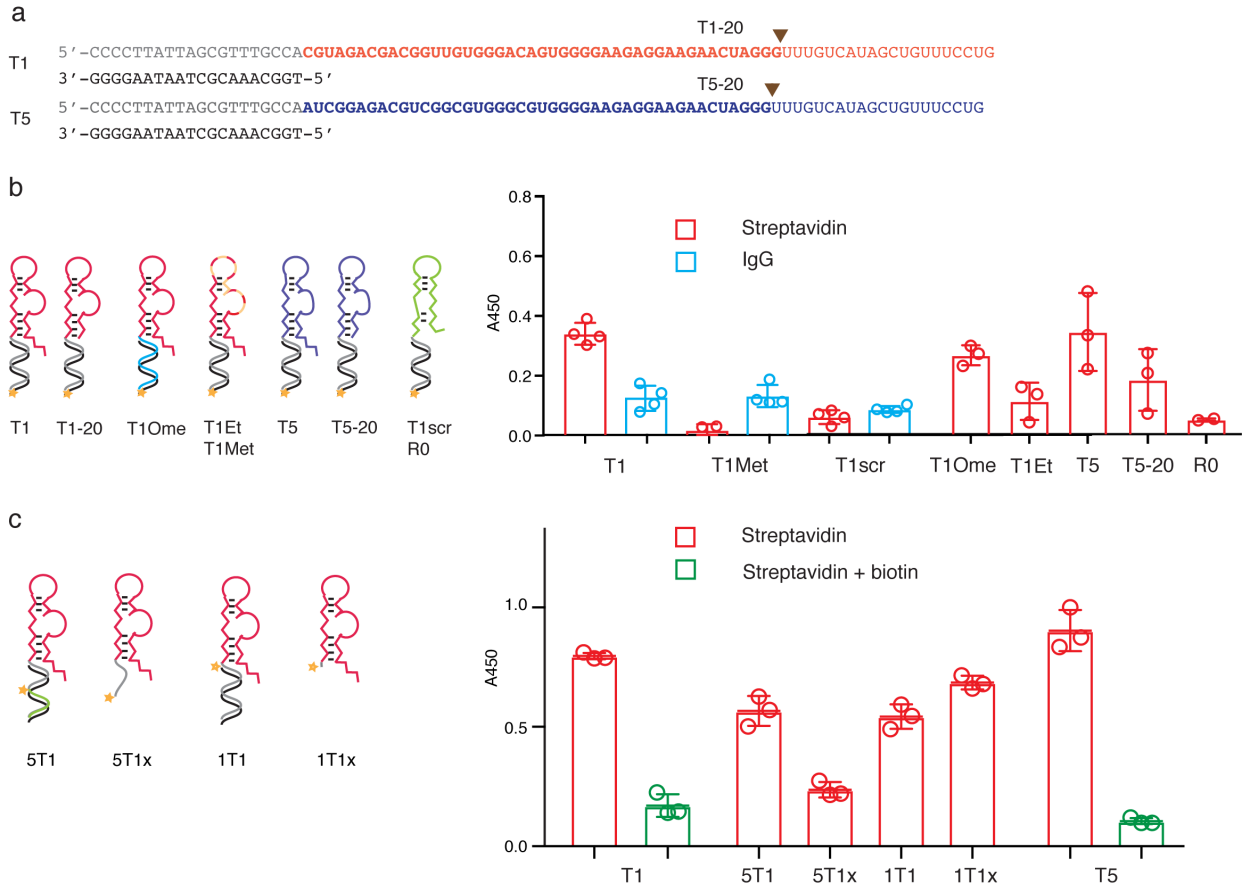 a
T1-20
T1
5’-CCCCTTATTAGCGTTTGCCACGUAGACGACGGUUGUGGGACAGUGGGGAAGAGGAAGAACUAGGGUUUGUCAUAGCUGUUUCCUG
3’-GGGGAATAATCGCAAACGGT-5’
T5-20
T5
5’-CCCCTTATTAGCGTTTGCCAAUCGGAGACGUCGGCGUGGGCGUGGGGAAGAGGAAGAACUAGGGUUUGUCAUAGCUGUUUCCUG
3’-GGGGAATAATCGCAAACGGT-5’
b
T1
T1-20
T1Ome
T1Et
T1Met
T5
T5-20
T1scr
R0
A450
0.8
0.6
0.4
0.2
0.0
Streptavidin
IgG
T1
T1Met
T1scr
T1Ome
T1Et
T5
T5-20
R0
c
5T1
5T1x
1T1
1T1x
A450
1.0
0.5
0.0
Streptavidin
Streptavidin + biotin
T1
5T1
5T1x
1T1
1T1x
T5